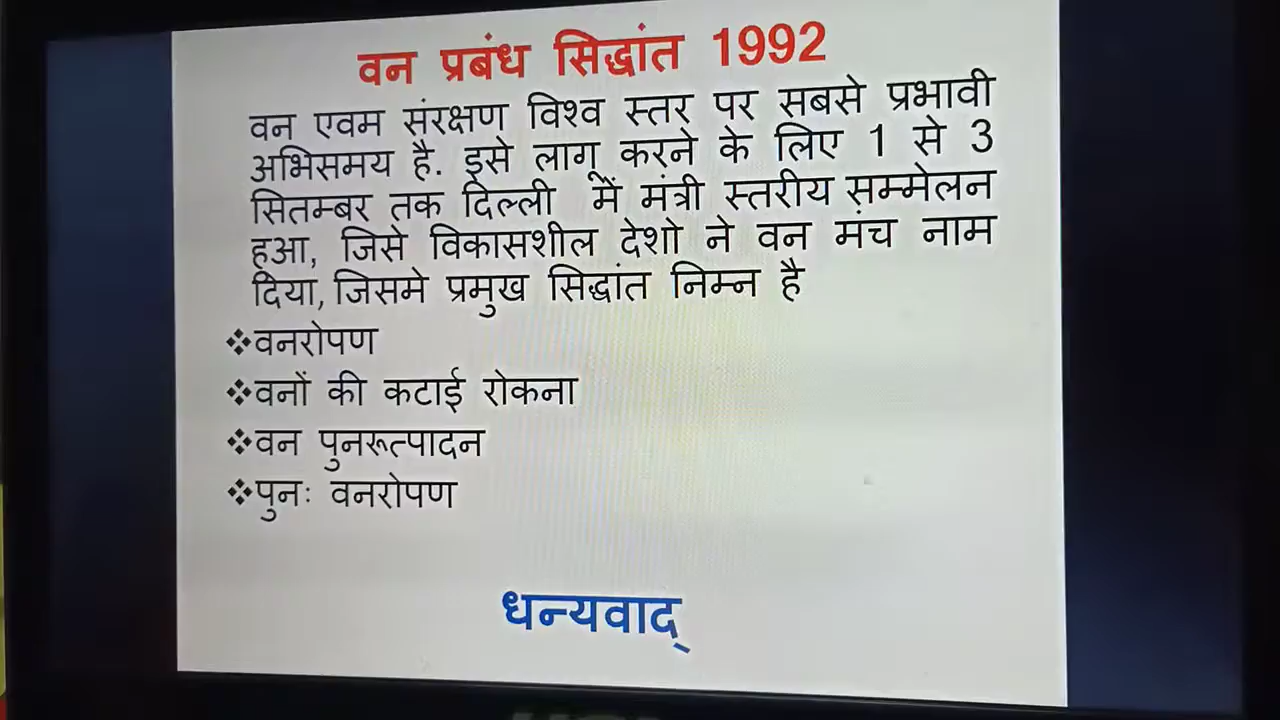 वन प्रबंध सिद्धांत 1992
वन एवम संरक्षण विश्व स्तर पर सबसे प्रभावी
अभिसमय है. इसे लागू करने के लिए 1 से 3
सितम्बर तक दिल्ली में मंत्री स्तरीय सम्मेलन
हुआ, जिसे विकासशील देशो ने वन मंच नाम
दिया, जिसमे प्रमुख सिद्धांत निम्न है
❖वनरोपण
❖वनों की कटाई रोकना
❖वन पुनरूत्पादन
❖पुनः वनरोपण
धन्यवाद्